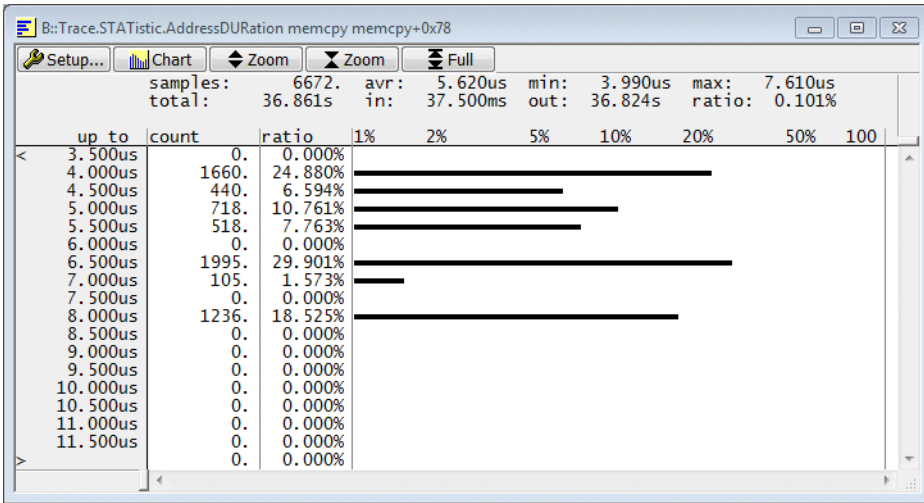 B::Trace.STATistic.AddressDURation memcpy memcpy+0x78
Setup... Chart Zoom Zoom Full
samples: 6672. avr: 5.620us min: 3.990us max: 7.610us
total: 36.861s in: 37.500ms out: 36.824s ratio: 0.101%
up to count ratio 1% 2% 5% 10% 20% 50% 100
< 3.500us 0. 0.000%
4.000us 1660. 24.880%
4.500us 440. 6.594%
5.000us 718. 10.761%
5.500us 518. 7.763%
6.000us 0. 0.000%
6.500us 1995. 29.901%
7.000us 105. 1.573%
7.500us 0. 0.000%
8.000us 1236. 18.525%
8.500us 0. 0.000%
9.000us 0. 0.000%
9.500us 0. 0.000%
10.000us 0. 0.000%
10.500us 0. 0.000%
11.000us 0. 0.000%
11.500us 0. 0.000%
> 0. 0.000%